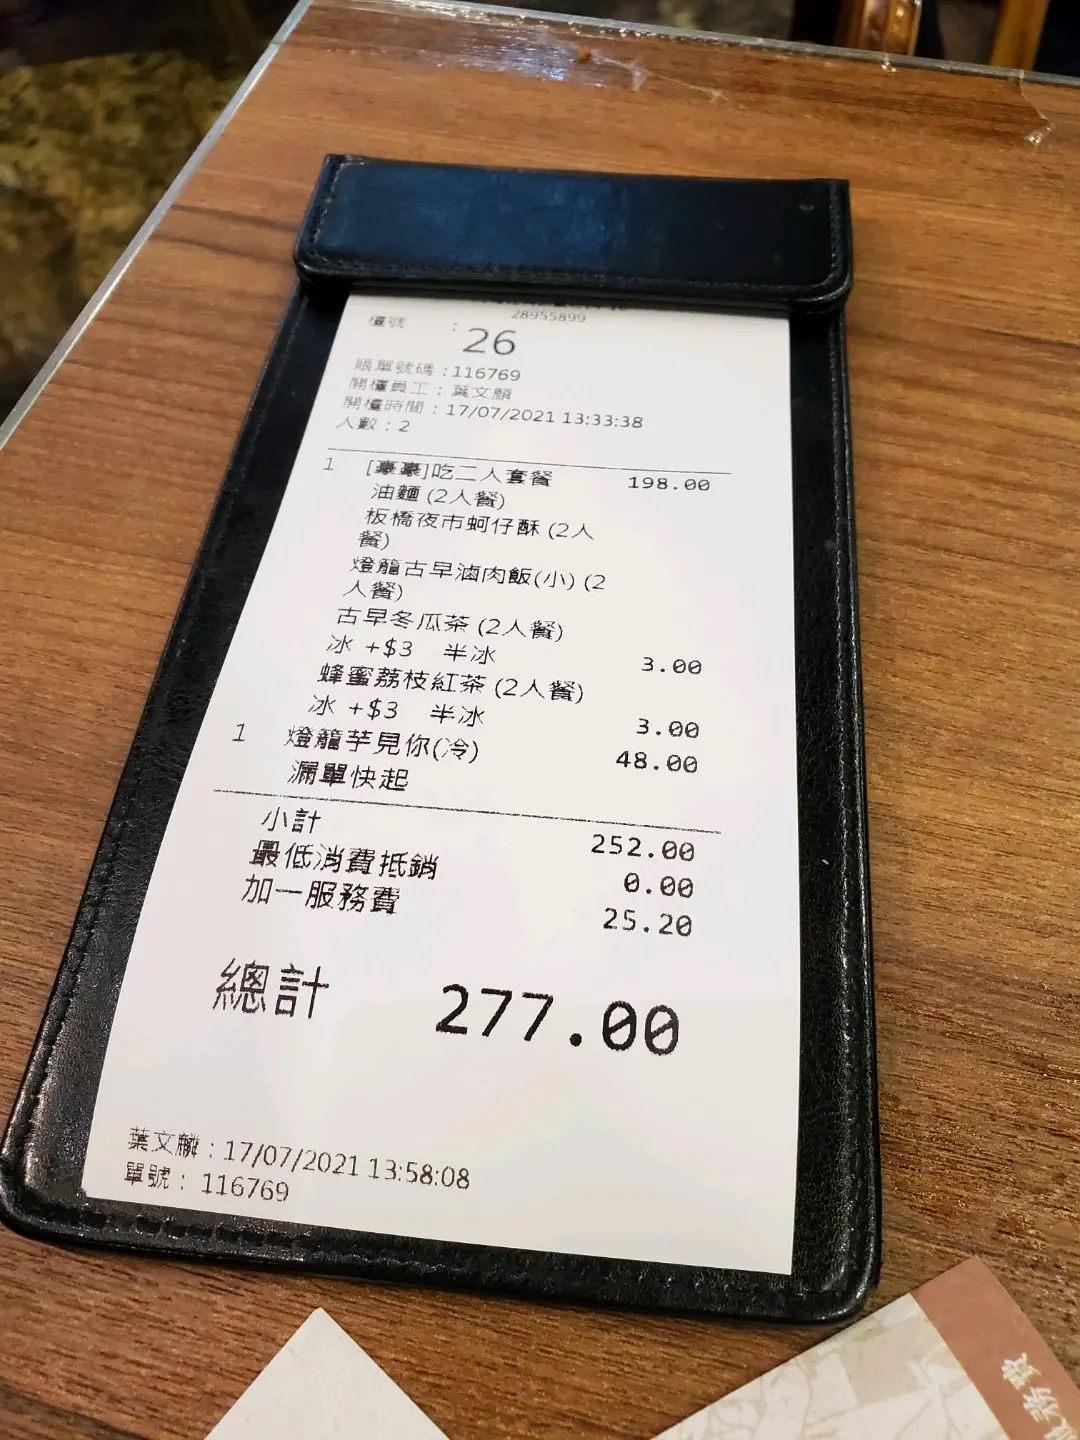 28955899
檯號 : 26
賬單號碼 : 116769
開檯員工 : 葉文麟
開檯時間 : 17/07/2021 13:33:38
人數 : 2
1 [豪豪]吃二人套餐 198.00
油麵 (2人餐)
板橋夜市蚵仔酥 (2人
餐)
燈籠古早滷肉飯(小) (2
人餐)
古早冬瓜茶 (2人餐)
冰 +$3 半冰 3.00
蜂蜜荔枝紅茶 (2人餐)
冰 +$3 半冰 3.00
1 燈籠芋見你(冷) 48.00
漏單快起
小計 252.00
最低消費抵銷 0.00
加一服務費 25.20
總計 277.00
葉文麟 : 17/07/2021 13:58:08
單號 : 116769
服務費